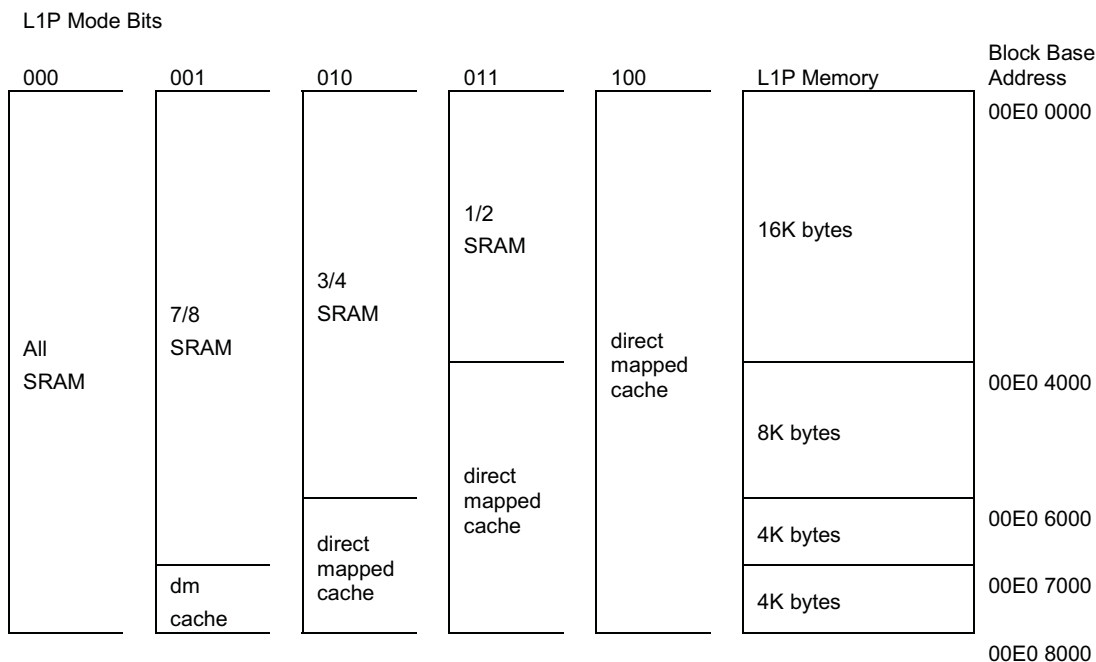 L1P Mode Bits
000 001 010 011 100 L1P Memory Block Base Address
00E0 0000
1/2
SRAM
16K bytes
3/4
SRAM
7/8
SRAM
All
SRAM
direct
mapped
cache
00E0 4000
8K bytes
direct
mapped
cache
00E0 6000
4K bytes
direct
mapped
cache
dm
cache
00E0 7000
4K bytes
00E0 8000